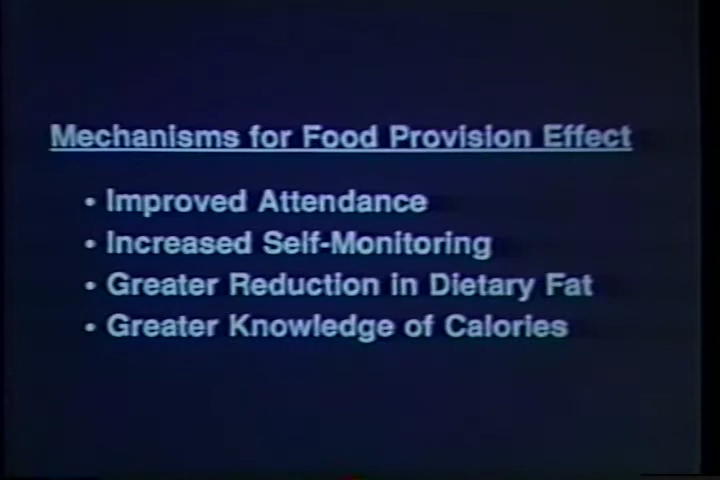 Mechanisms for Food Provision Effect
• Improved Attendance
• Increased Self-Monitoring
• Greater Reduction in Dietary Fat
• Greater Knowledge of Calories